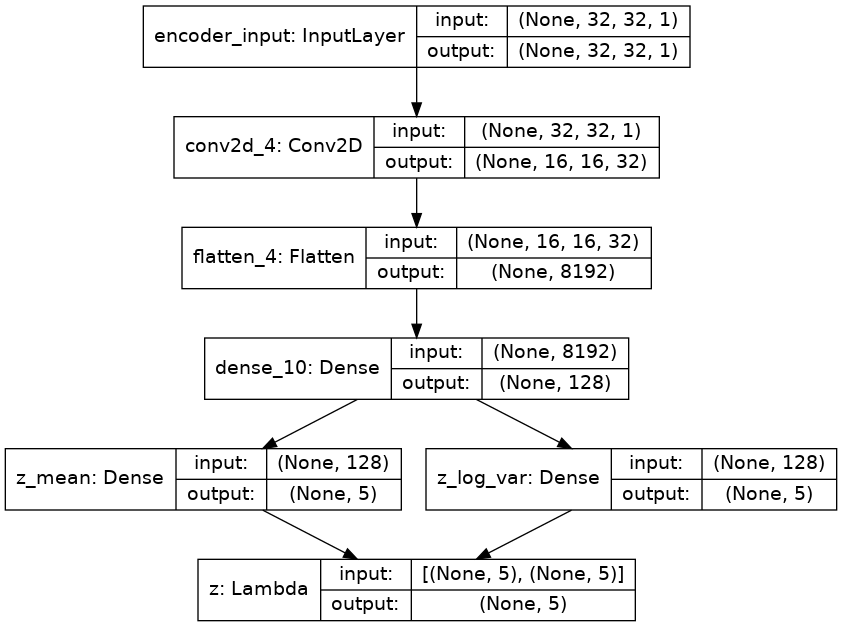 encoder_input: InputLayer
input: (None, 32, 32, 1)
output: (None, 32, 32, 1)
conv2d_4: Conv2D
input: (None, 32, 32, 1)
output: (None, 16, 16, 32)
flatten_4: Flatten
input: (None, 16, 16, 32)
output: (None, 8192)
dense_10: Dense
input: (None, 8192)
output: (None, 128)
z_mean: Dense
input: (None, 128)
output: (None, 5)
z_log_var: Dense
input: (None, 128)
output: (None, 5)
z: Lambda
input: [(None, 5), (None, 5)]
output: (None, 5)